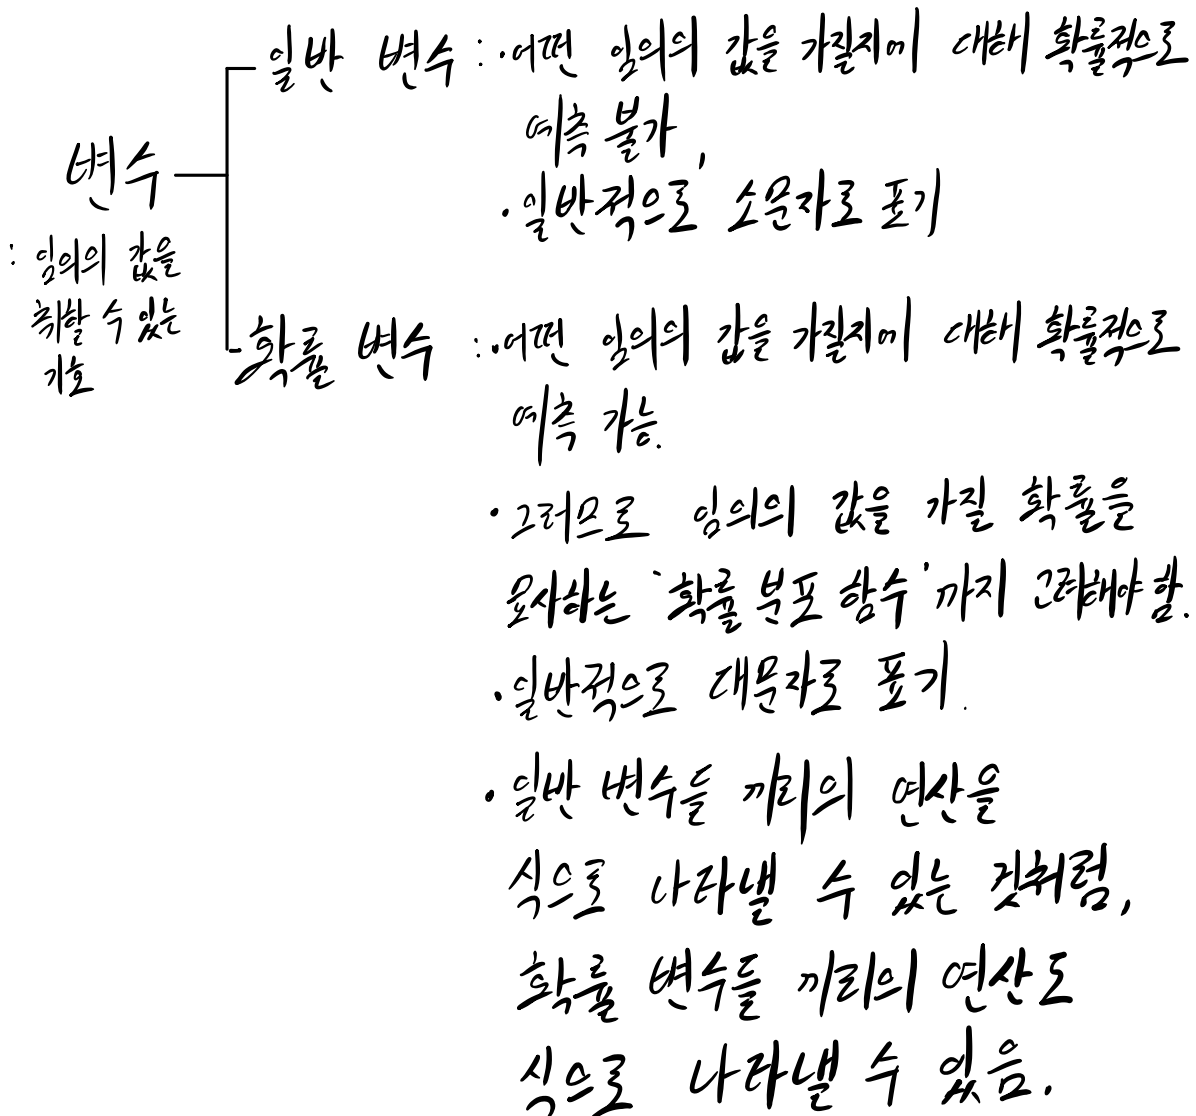 일반 변수 : ·어떤 임의의 값을 가질지에 대해 확률적으로
예측 불가,
·일반적으로 소문자로 표기
변수
: 임의의 값을
취할 수 있는
기호
확률 변수 : ·어떤 임의의 값을 가질지에 대해 확률적으로
예측 가능.
·그러므로 임의의 값을 가질 확률을
묘사하는 '확률 분포 함수'까지 고려해야 함.
·일반적으로 대문자로 표기.
·일반 변수들 끼리의 연산을
식으로 나타낼 수 있는 것처럼,
확률 변수들 끼리의 연산도
식으로 나타낼 수 있음.